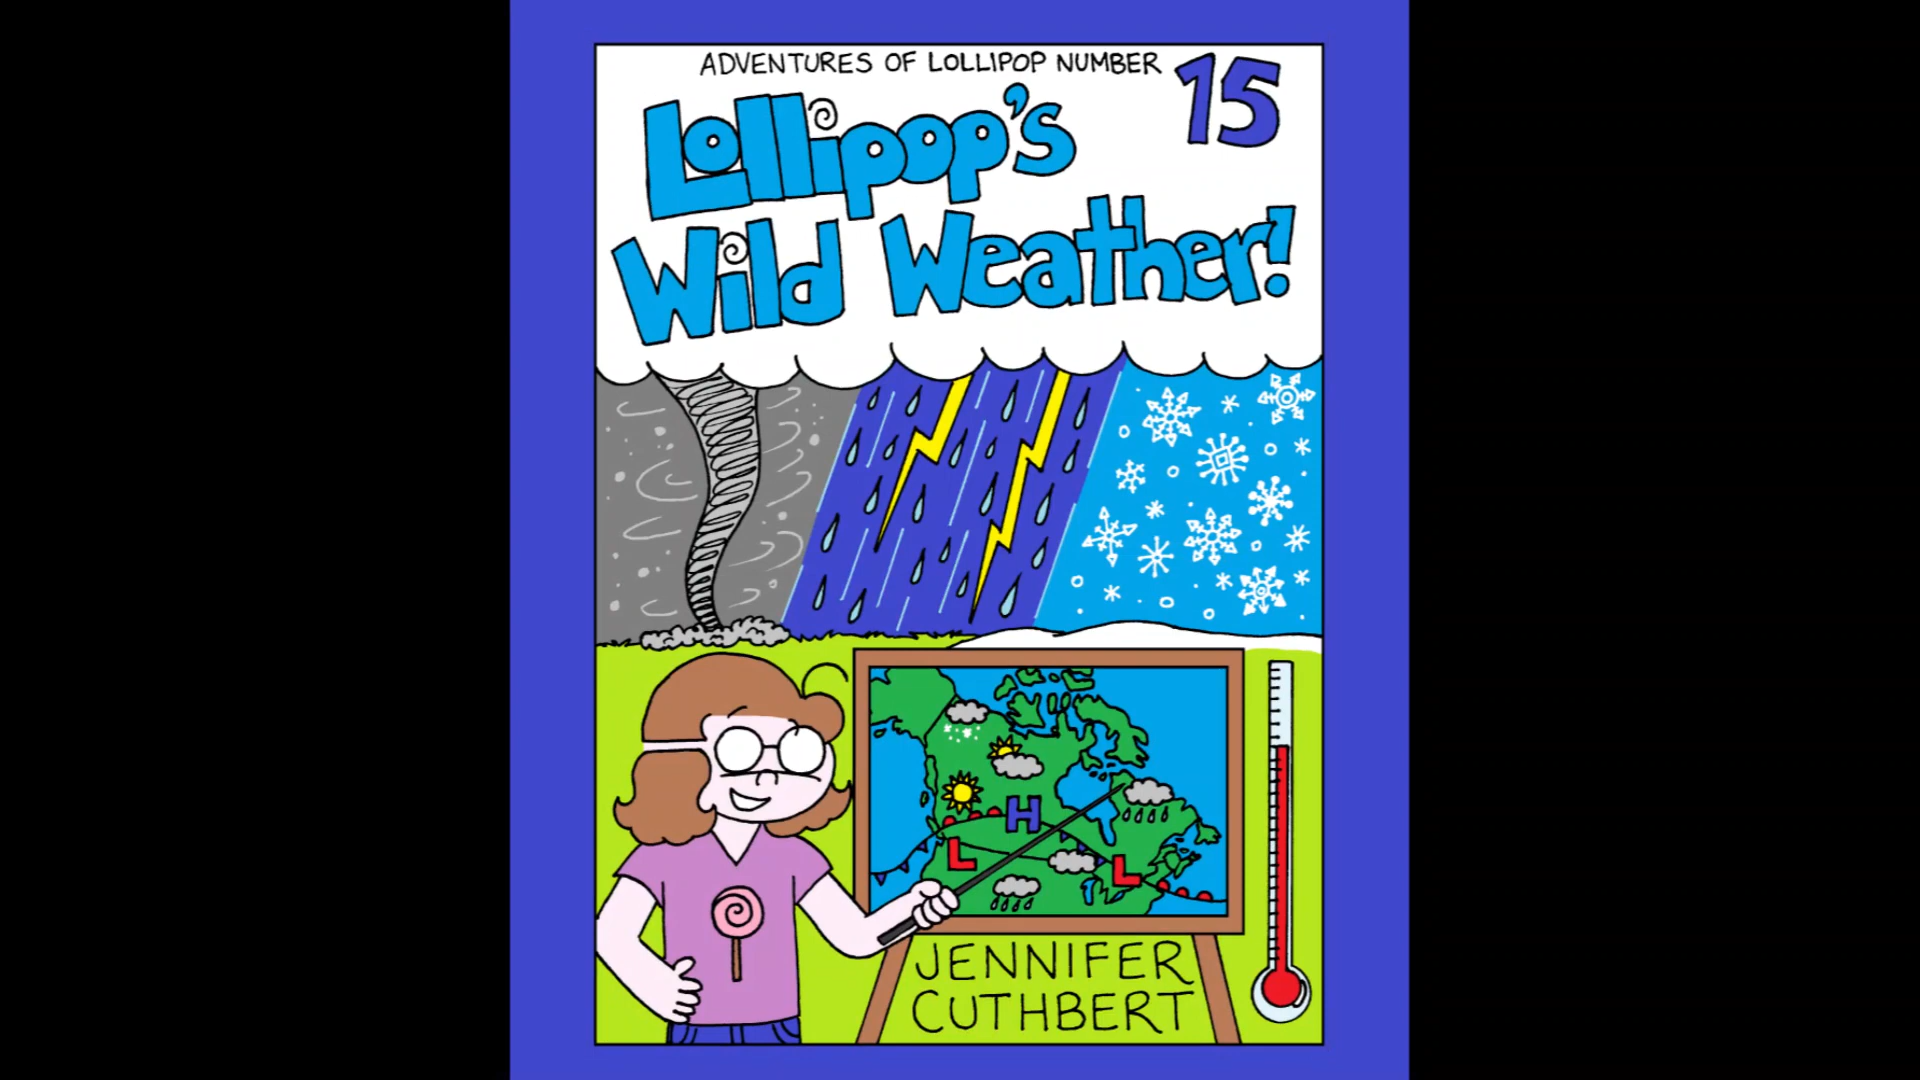 ADVENTURES OF LOLLIPOP NUMBER 15
Lollipop's
Wild Weather!
H
L
L
JENNIFER
CUTHBERT